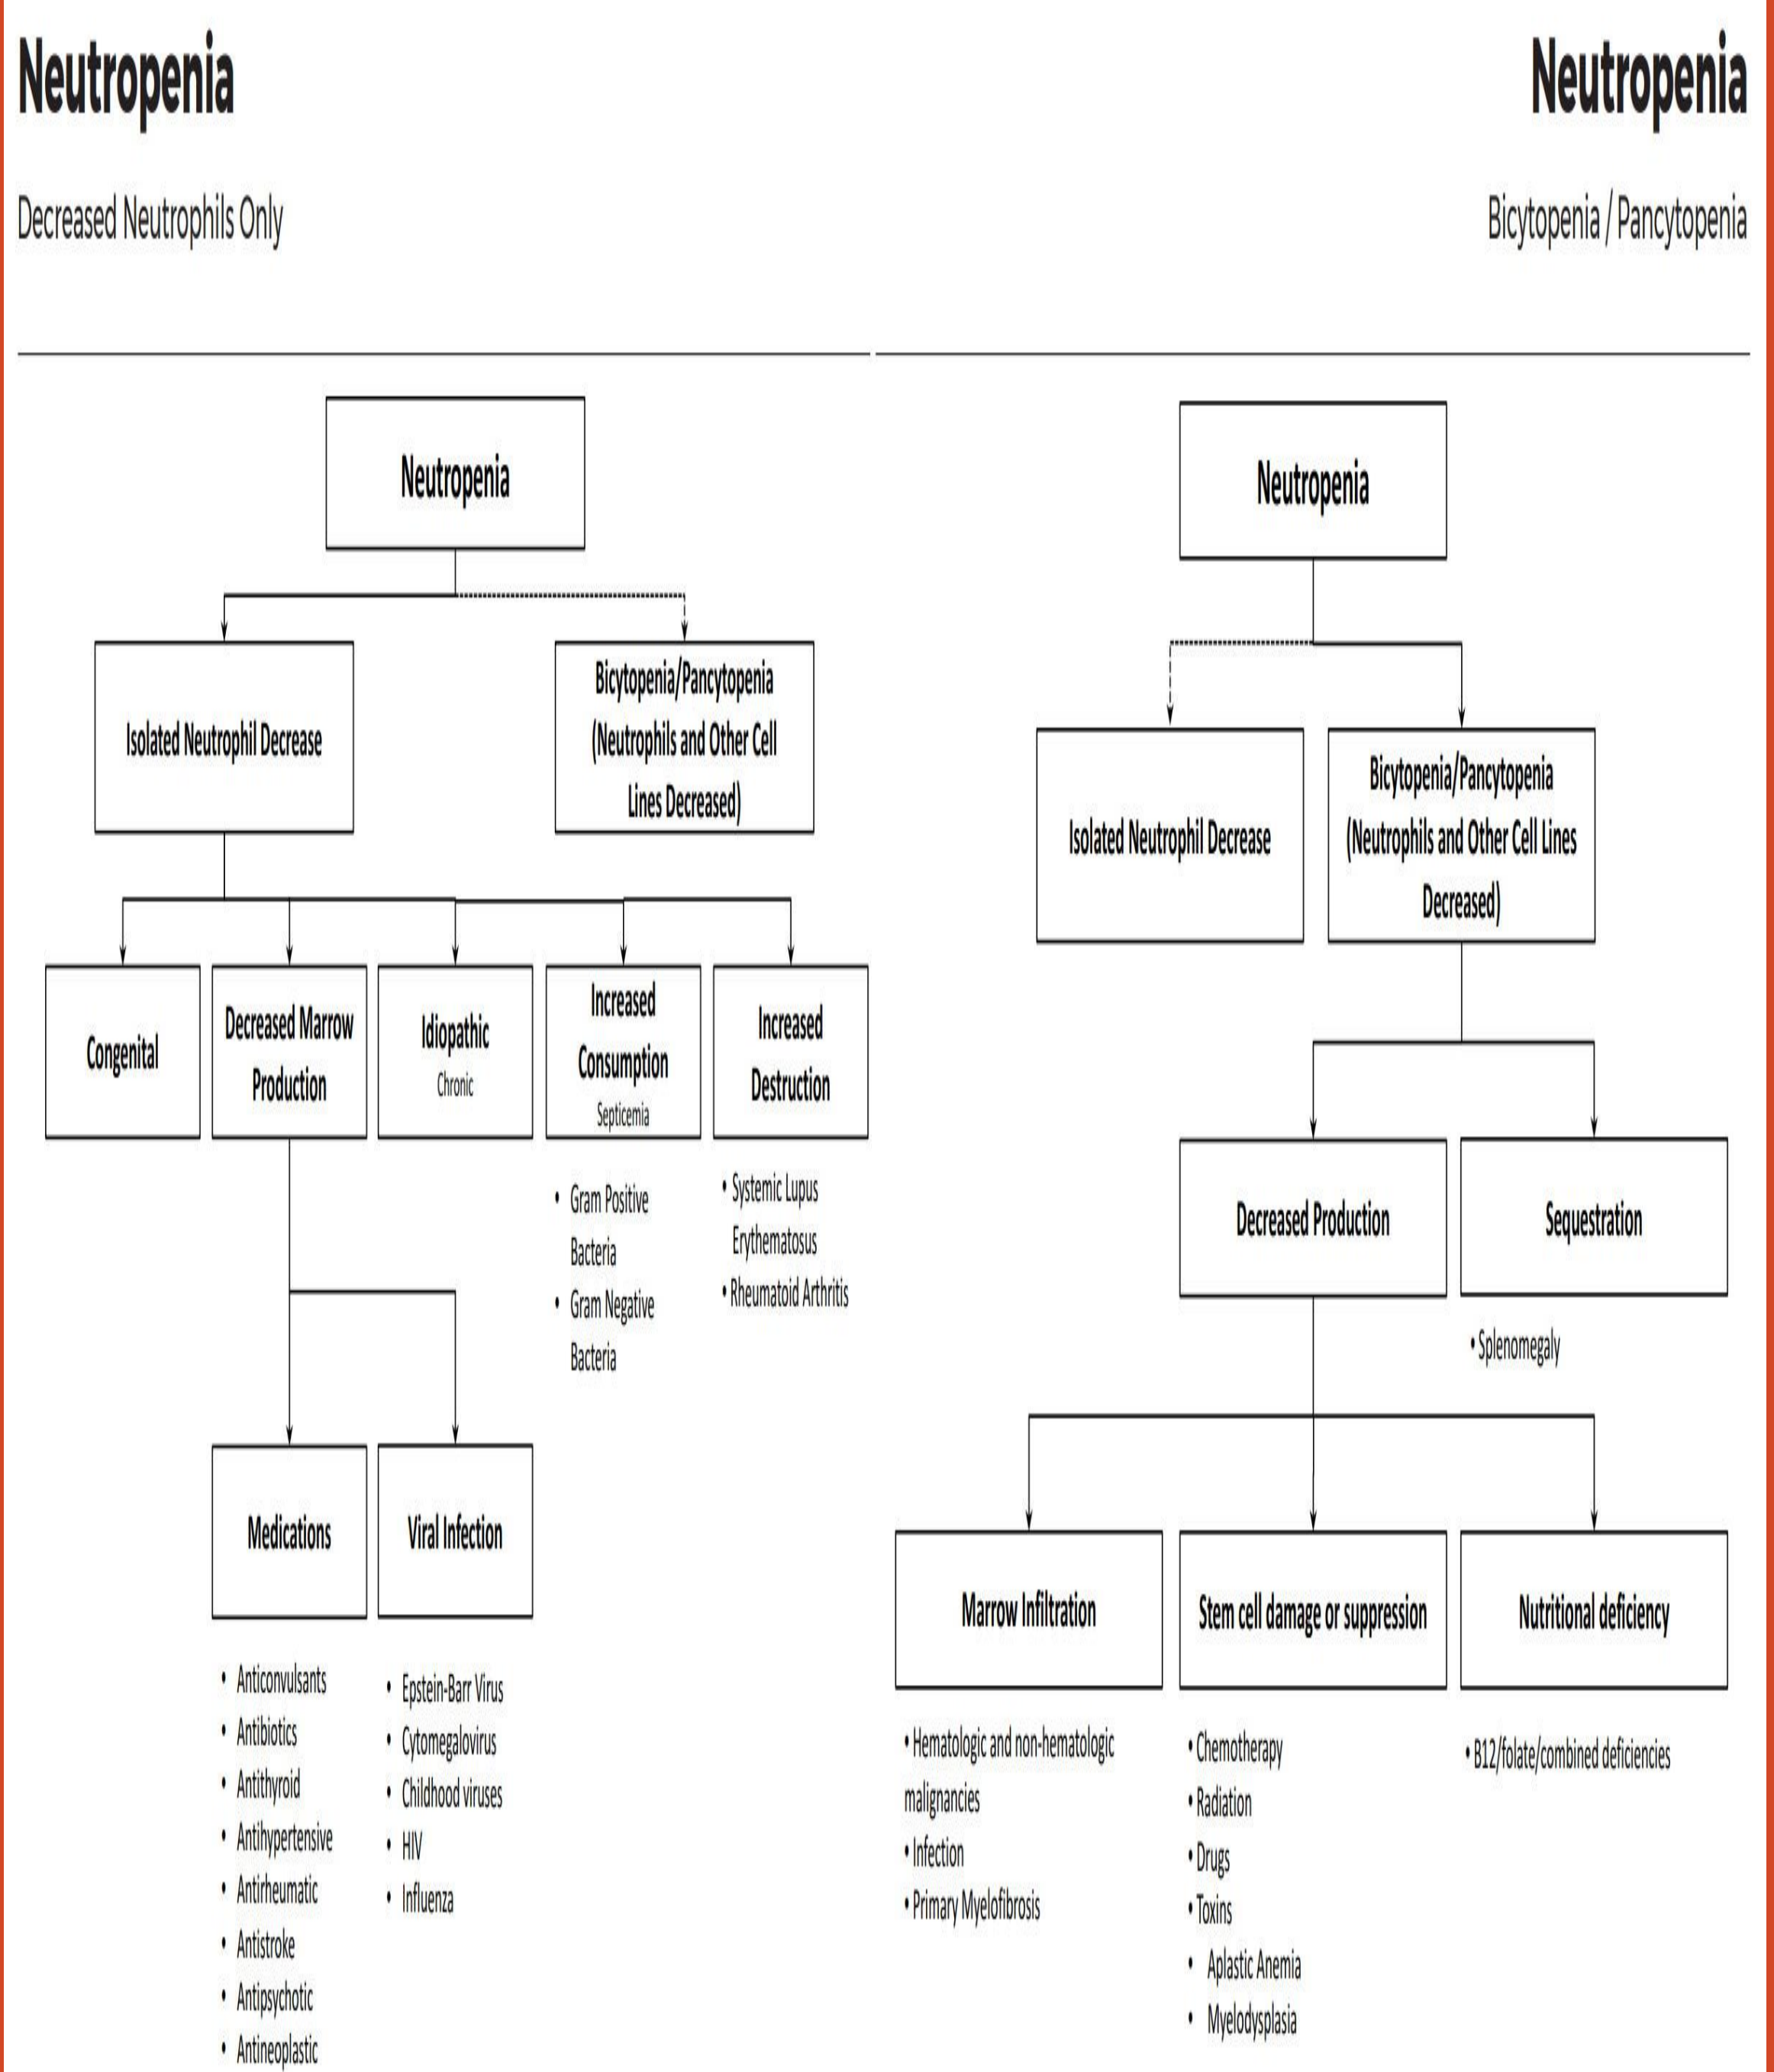 Neutropenia
Decreased Neutrophils Only
Neutropenia
Isolated Neutrophil Decrease
Bicytopenia/Pancytopenia
(Neutrophils and Other Cell
Lines Decreased)
Congenital
Decreased Marrow
Production
Idiopathic
Chronic
Increased
Consumption
Septicemia
Increased
Destruction
• Gram Positive
Bacteria
• Gram Negative
Bacteria
• Systemic Lupus
Erythematosus
• Rheumatoid Arthritis
Medications
Viral Infection
• Anticonvulsants
• Antibiotics
• Antithyroid
• Antihypertensive
• Antirheumatic
• Antistroke
• Antipsychotic
• Antineoplastic
• Epstein-Barr Virus
• Cytomegalovirus
• Childhood viruses
• HIV
• Influenza
Neutropenia
Bicytopenia / Pancytopenia
Neutropenia
Isolated Neutrophil Decrease
Bicytopenia/Pancytopenia
(Neutrophils and Other Cell Lines
Decreased)
Decreased Production
Sequestration
• Splenomegaly
Marrow Infiltration
Stem cell damage or suppression
Nutritional deficiency
• Hematologic and non-hematologic
malignancies
• Infection
• Primary Myelofibrosis
• Chemotherapy
• Radiation
• Drugs
• Toxins
• Aplastic Anemia
• Myelodysplasia
• B12/folate/combined deficiencies